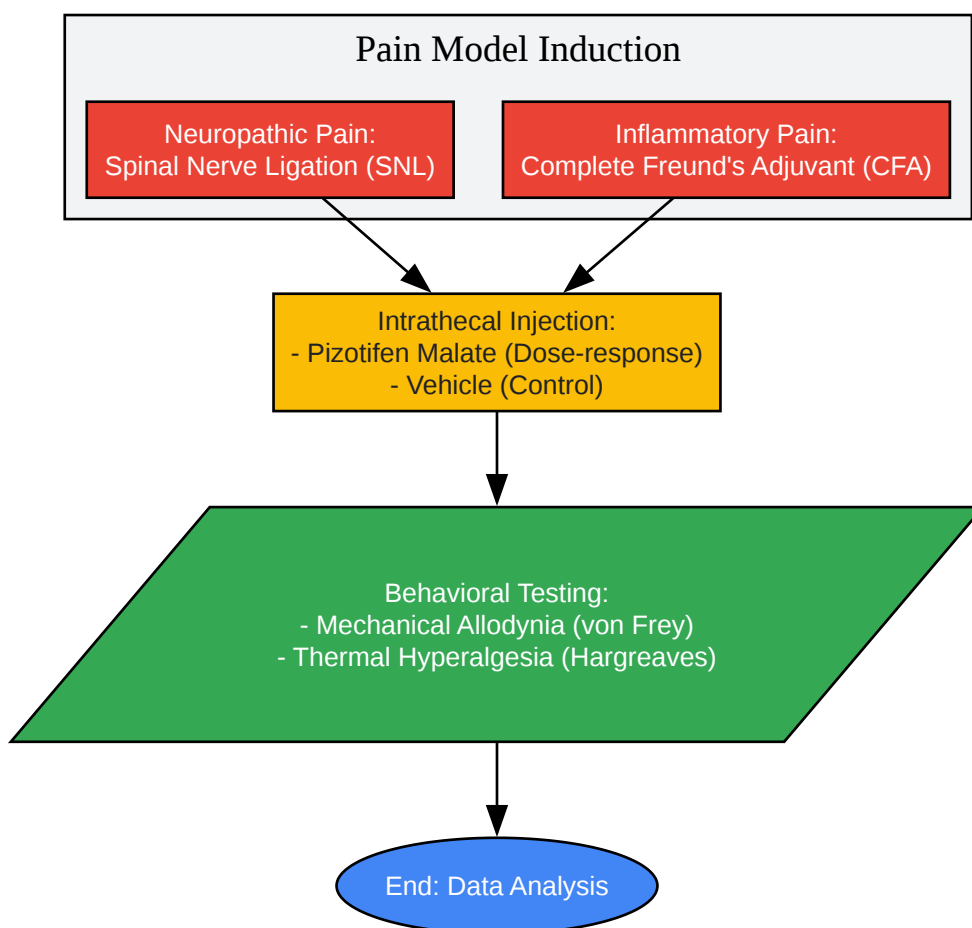 Pain Model Induction
Neuropathic Pain:
Spinal Nerve Ligation (SNL)
Inflammatory Pain:
Complete Freund's Adjuvant (CFA)
Intrathecal Injection:
- Pizotifen Malate (Dose-response)
- Vehicle (Control)
Behavioral Testing:
- Mechanical Allodynia (von Frey)
- Thermal Hyperalgesia (Hargreaves)
End: Data Analysis